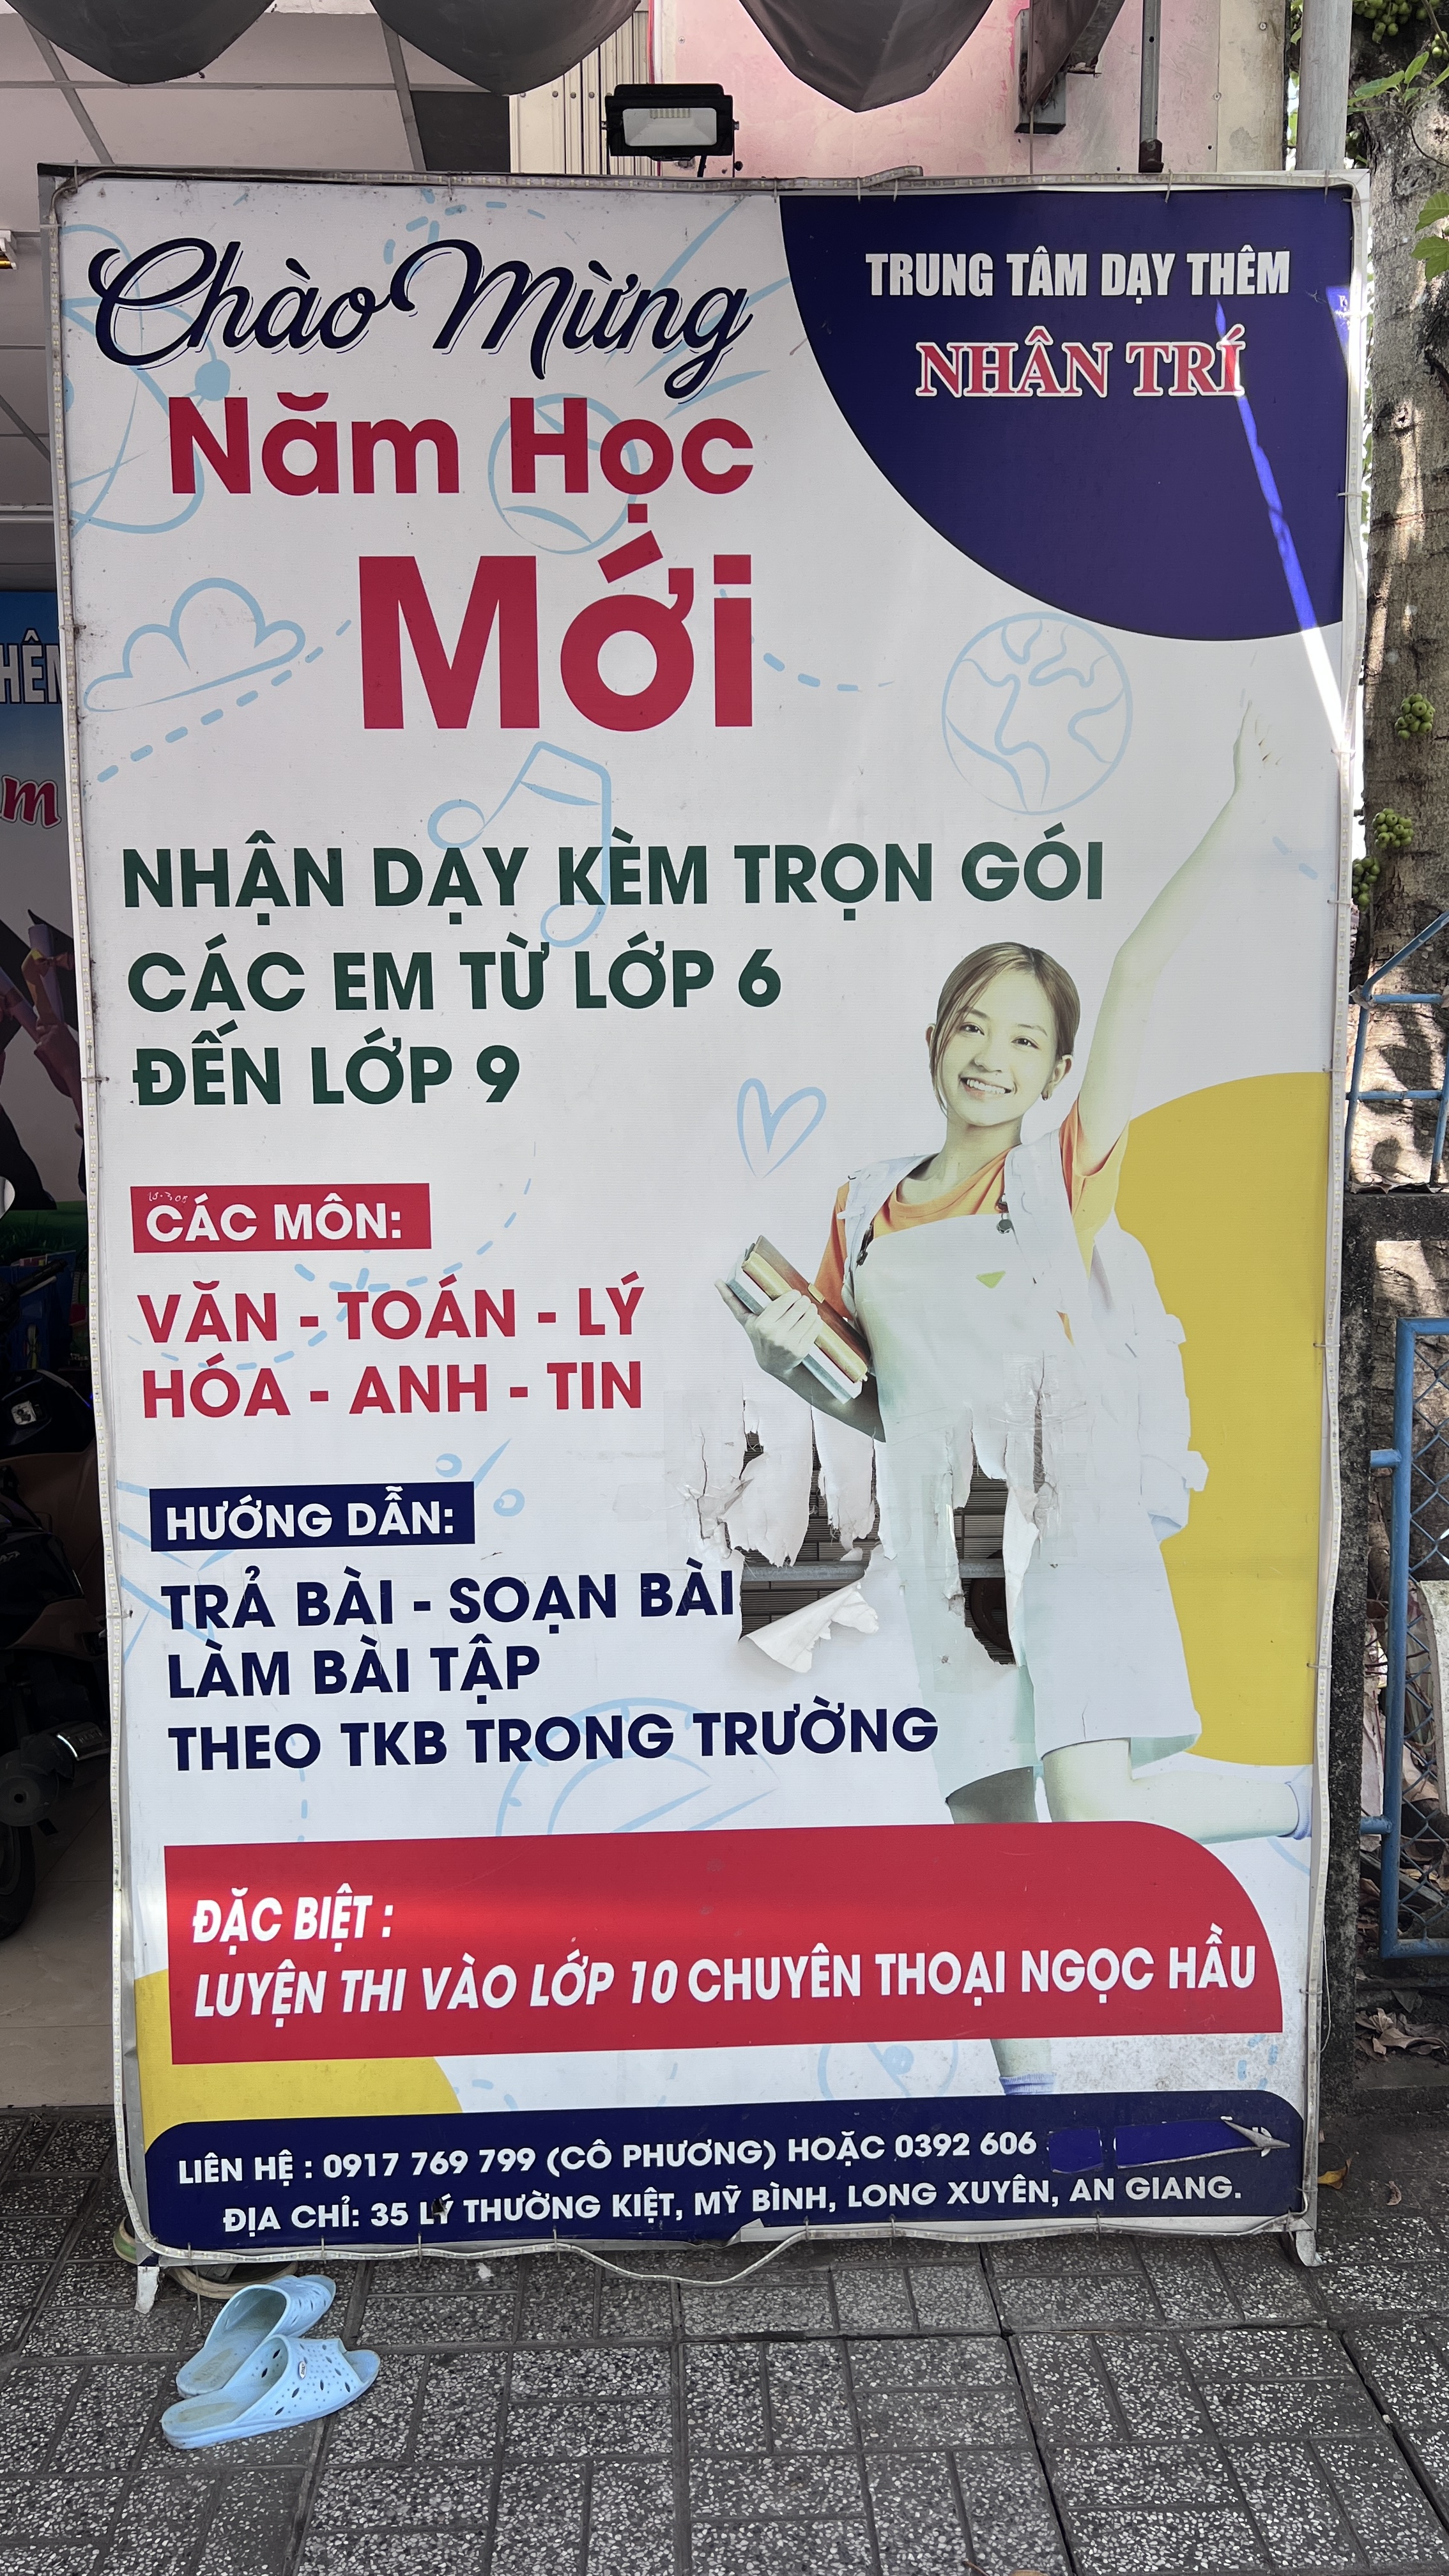 TRUNG TÂM DẠY THÊM
NHÂN TRÍ
Chào Mừng
Năm Học
Mới
NHẬN DẠY KÈM TRỌN GÓI
CÁC EM TỪ LỚP 6
ĐẾN LỚP 9
CÁC MÔN:
VĂN - TOÁN - LÝ
HÓA - ANH - TIN
HƯỚNG DẪN:
TRẢ BÀI - SOẠN BÀI
LÀM BÀI TẬP
THEO TKB TRONG TRƯỜNG
ĐẶC BIỆT :
LUYỆN THI VÀO LỚP 10 CHUYÊN THOẠI NGỌC HẦU
LIÊN HỆ : 0917 769 799 (CÔ PHƯƠNG) HOẶC 0392 606
ĐỊA CHỈ: 35 LÝ THƯỜNG KIỆT, MỸ BÌNH, LONG XUYÊN, AN GIANG.